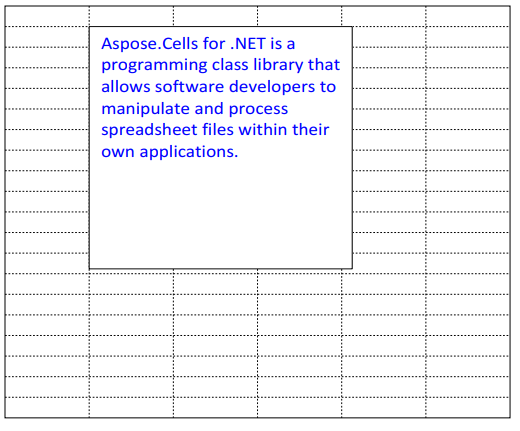 Aspose.Cells for .NET is a
programming class library that
allows software developers to
manipulate and process
spreadsheet files within their
own applications.